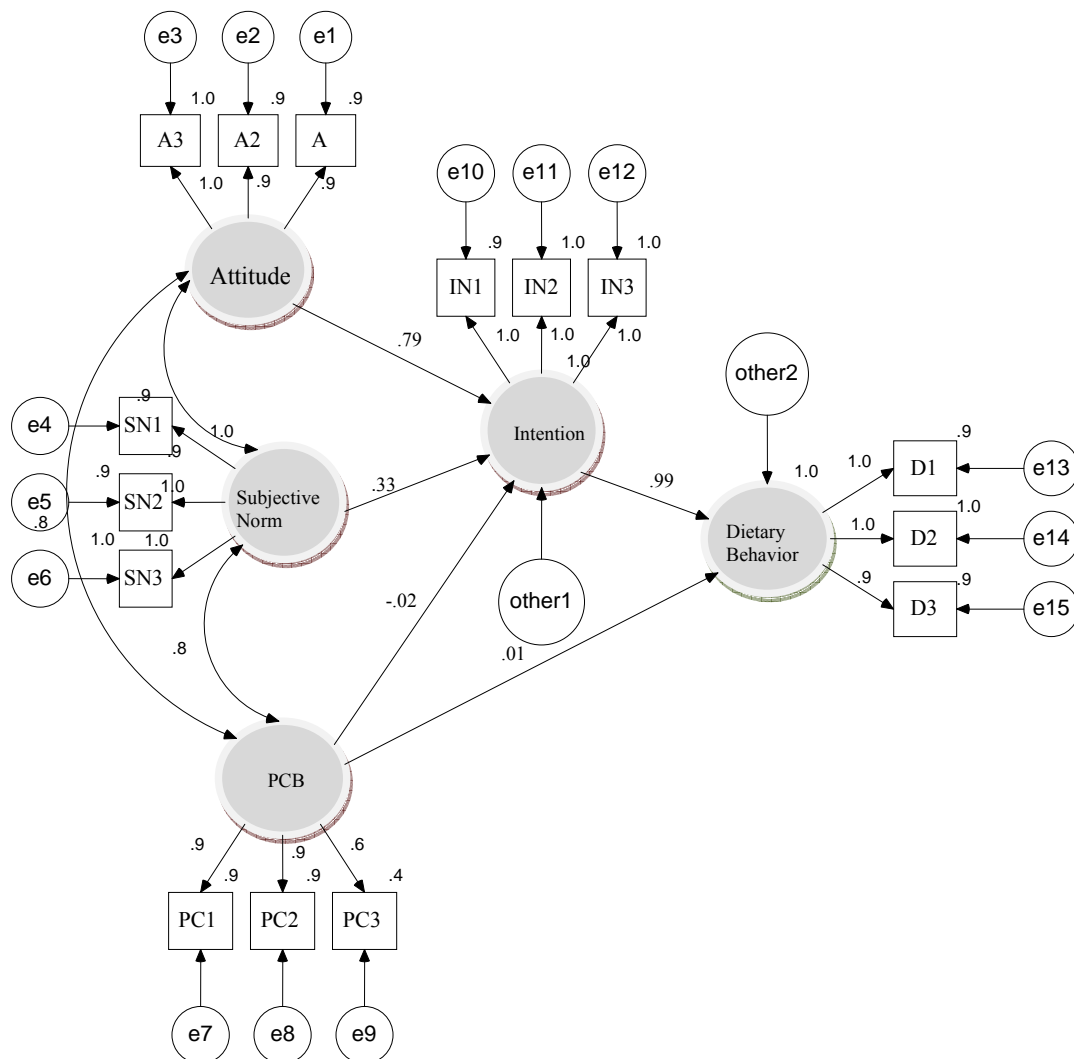 e3
e2
e1
1.0
.9
.9
A3
A2
A
1.0
.9
.9
Attitude
e10
e11
e12
.9
1.0
1.0
IN1
IN2
IN3
1.0
1.0
1.0
1.0
.79
Intention
other2
.9
e4
SN1
1.0
.9
.9
e5
SN2
1.0
.8
Subjective
Norm
.33
.99
1.0
1.0
.9
D1
e13
1.0
1.0
D2
e14
Dietary
Behavior
.9
.9
D3
e15
1.0
1.0
e6
SN3
-.02
other1
.8
.01
PCB
.9
.9
.6
.9
.9
.4
PC1
PC2
PC3
e7
e8
e9